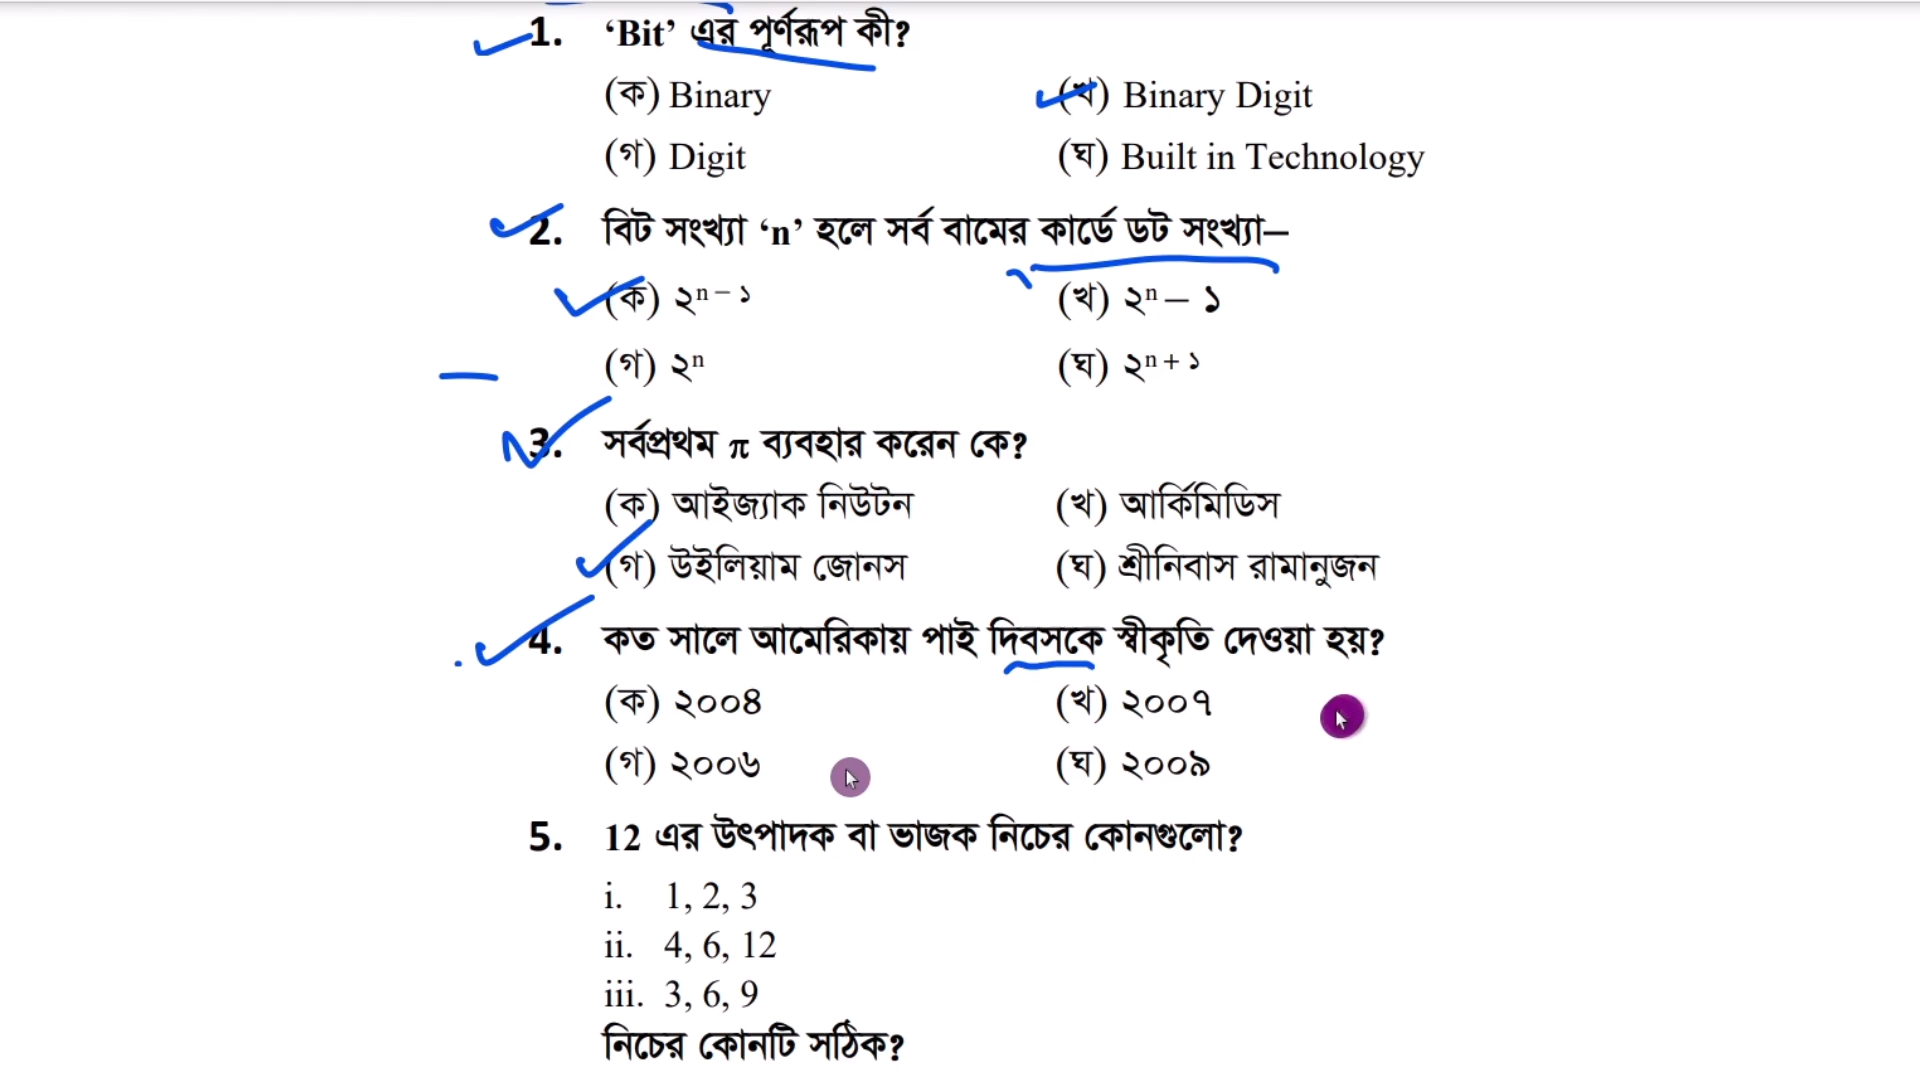 1. ‘Bit’ এর পূর্ণরূপ কী?
(ক) Binary (খ) Binary Digit
(গ) Digit (ঘ) Built in Technology
2. বিট সংখ্যা ‘n’ হলে সর্ব বামের কার্ডে ডট সংখ্যা–
(ক) ২ⁿ⁻¹ (খ) ২ⁿ – ১
(গ) ২ⁿ (ঘ) ২ⁿ⁺¹
3. সর্বপ্রথম π ব্যবহার করেন কে?
(ক) আইজ্যাক নিউটন (খ) আর্কিমিডিস
(গ) উইলিয়াম জোনস (ঘ) শ্রীনিবাস রামানুজন
4. কত সালে আমেরিকায় পাই দিবসকে স্বীকৃতি দেওয়া হয়?
(ক) ২০০৪ (খ) ২০০৭
(গ) ২০০৬ (ঘ) ২০০৯
5. 12 এর উৎপাদক বা ভাজক নিচের কোনগুলো?
i. 1, 2, 3
ii. 4, 6, 12
iii. 3, 6, 9
নিচের কোনটি সঠিক?